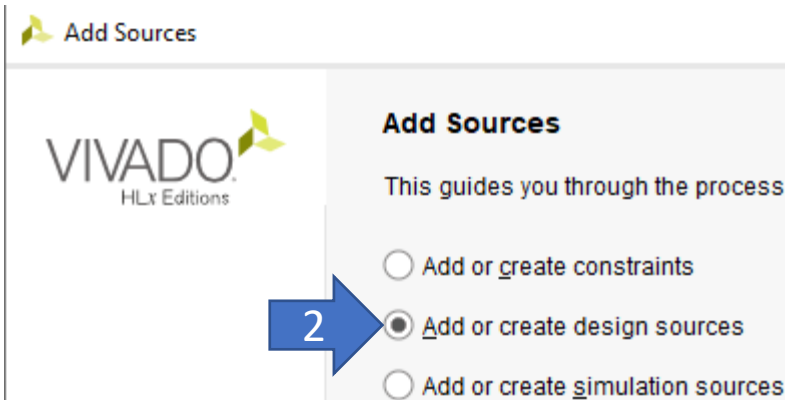 Add Sources
VIVADO
HLx Editions
Add Sources
This guides you through the process
Add or create constraints
2
Add or create design sources
Add or create simulation sources